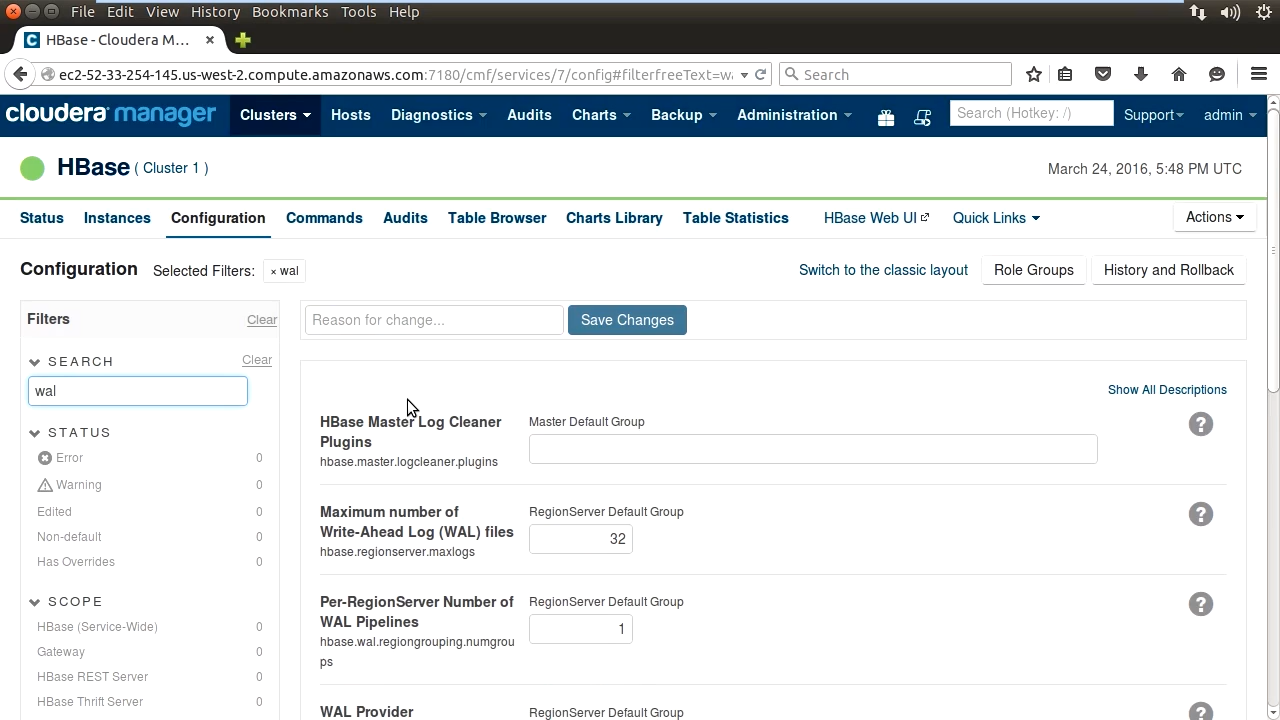 File Edit View History Bookmarks Tools Help
HBase - Cloudera M... ×
ec2-52-33-254-145.us-west-2.compute.amazonaws.com:7180/cmf/services/7/config#filterfreeText=wa Search
cloudera manager Clusters Hosts Diagnostics Audits Charts Backup Administration Search (Hotkey: /) Support admin
HBase ( Cluster 1 ) March 24, 2016, 5:48 PM UTC
Status Instances Configuration Commands Audits Table Browser Charts Library Table Statistics HBase Web UI Quick Links Actions
Configuration Selected Filters: × wal Switch to the classic layout Role Groups History and Rollback
Filters Clear Reason for change... Save Changes
SEARCH Clear
wal Show All Descriptions
HBase Master Log Cleaner Master Default Group ?
Plugins
STATUS
hbase.master.logcleaner.plugins
Error 0
Warning 0
Maximum number of RegionServer Default Group ?
Edited 0
Write-Ahead Log (WAL) files 32
Non-default 0
hbase.regionserver.maxlogs
Has Overrides 0
SCOPE
Per-RegionServer Number of RegionServer Default Group ?
WAL Pipelines 1
HBase (Service-Wide) 0
hbase.wal.regiongrouping.numgrou
Gateway 0
ps
HBase REST Server 0
HBase Thrift Server 0
WAL Provider RegionServer Default Group ?